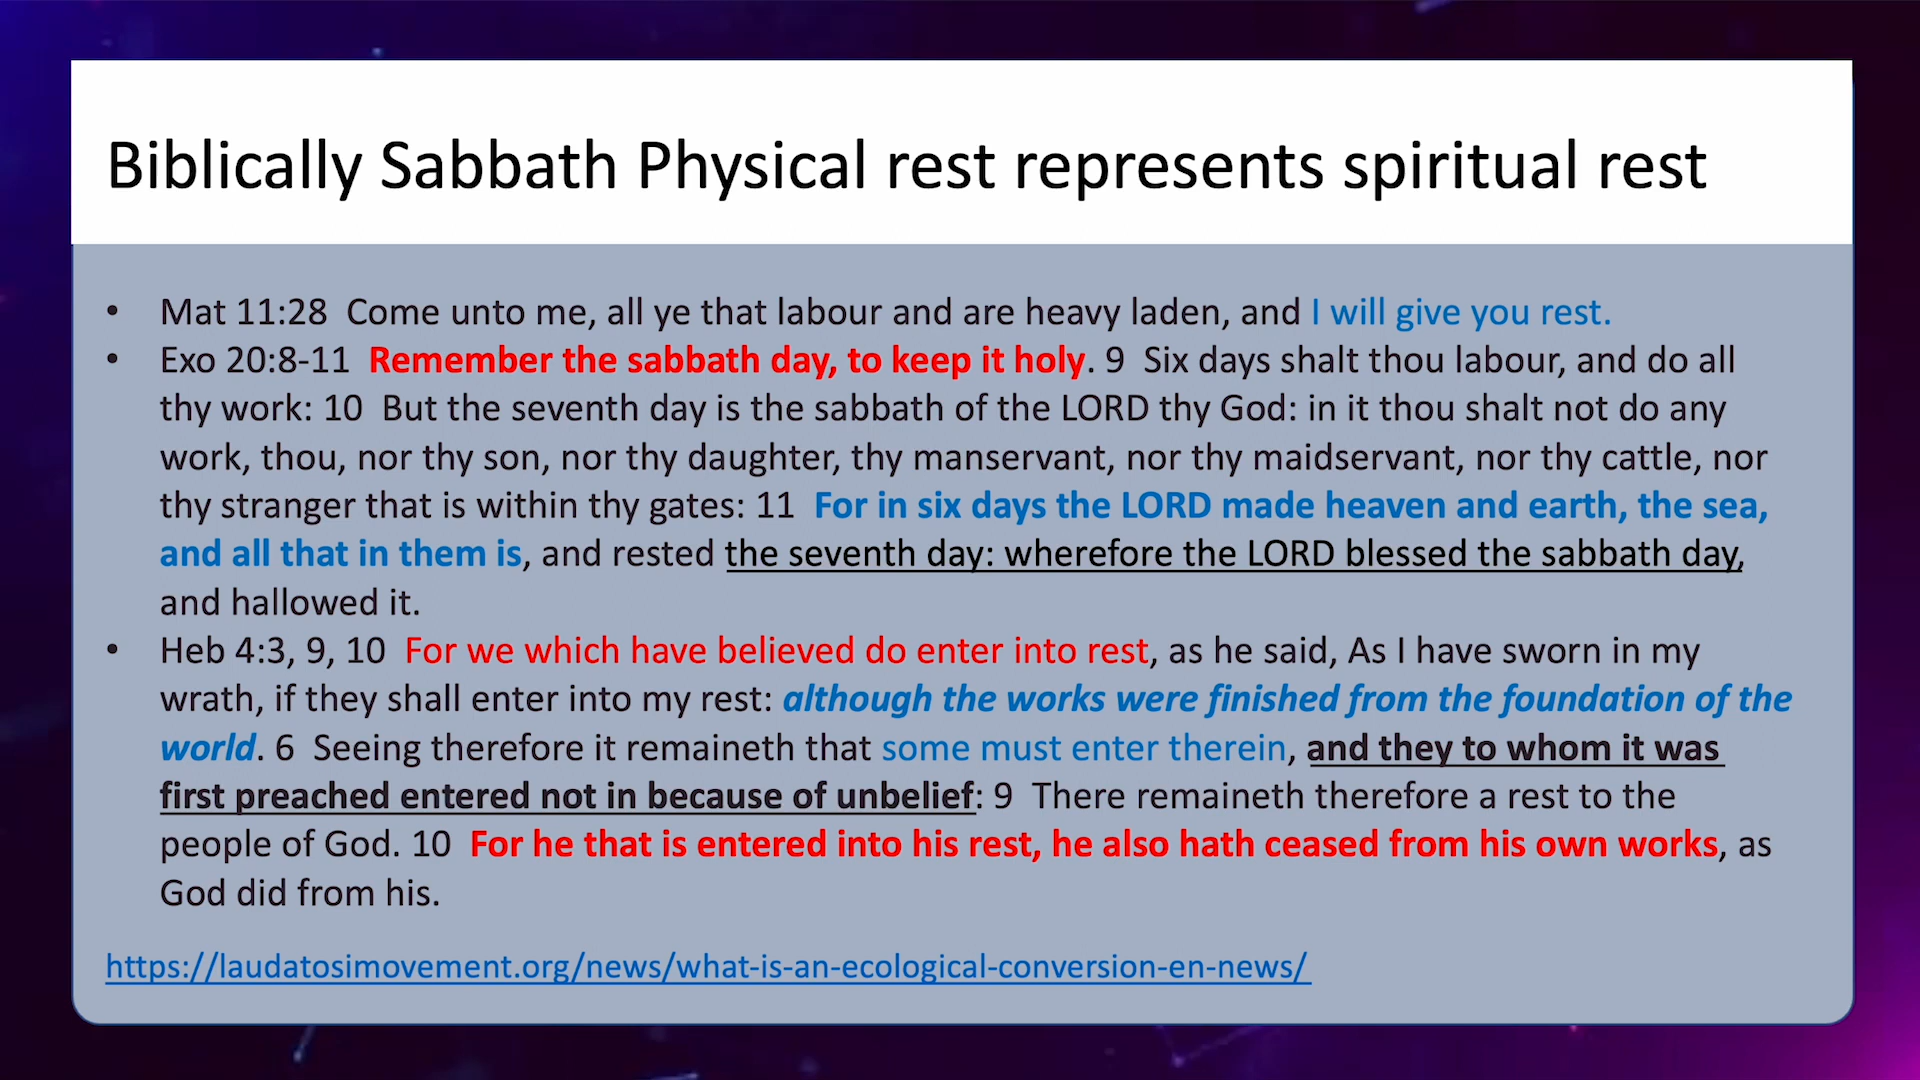 Biblically Sabbath Physical rest represents spiritual rest
• Mat 11:28  Come unto me, all ye that labour and are heavy laden, and I will give you rest.
• Exo 20:8-11  Remember the sabbath day, to keep it holy. 9  Six days shalt thou labour, and do all
thy work: 10  But the seventh day is the sabbath of the LORD thy God: in it thou shalt not do any
work, thou, nor thy son, nor thy daughter, thy manservant, nor thy maidservant, nor thy cattle, nor
thy stranger that is within thy gates: 11  For in six days the LORD made heaven and earth, the sea,
and all that in them is, and rested the seventh day: wherefore the LORD blessed the sabbath day,
and hallowed it.
• Heb 4:3, 9, 10  For we which have believed do enter into rest, as he said, As I have sworn in my
wrath, if they shall enter into my rest: although the works were finished from the foundation of the
world. 6  Seeing therefore it remaineth that some must enter therein, and they to whom it was
first preached entered not in because of unbelief: 9  There remaineth therefore a rest to the
people of God. 10  For he that is entered into his rest, he also hath ceased from his own works, as
God did from his.
https://laudatosimovement.org/news/what-is-an-ecological-conversion-en-news/